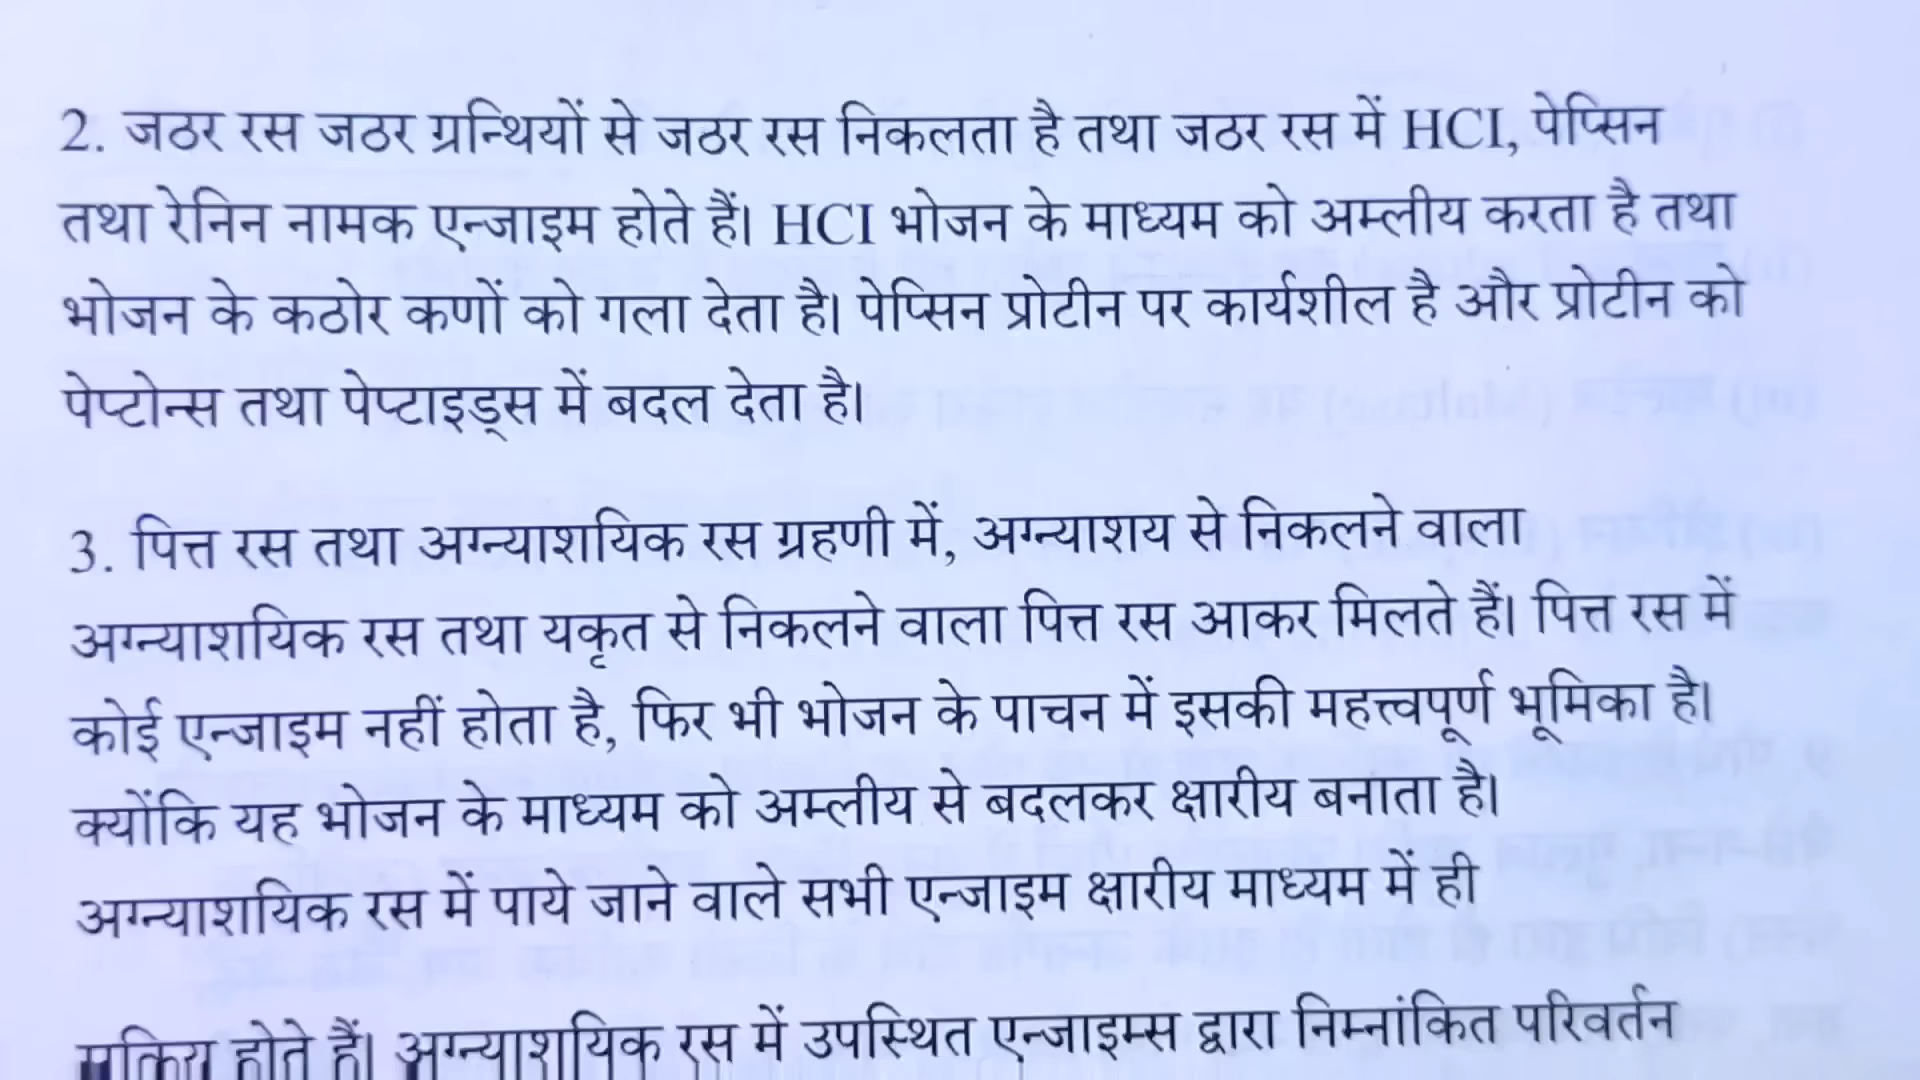 2. जठर रस जठर ग्रन्थियों से जठर रस निकलता है तथा जठर रस में HCI, पेप्सिन
तथा रेनिन नामक एन्जाइम होते हैं। HCI भोजन के माध्यम को अम्लीय करता है तथा
भोजन के कठोर कणों को गला देता है। पेप्सिन प्रोटीन पर कार्यशील है और प्रोटीन को
पेप्टोन्स तथा पेप्टाइड्स में बदल देता है।
3. पित्त रस तथा अग्न्याशयिक रस ग्रहणी में, अग्न्याशय से निकलने वाला
अग्न्याशयिक रस तथा यकृत से निकलने वाला पित्त रस आकर मिलते हैं। पित्त रस में
कोई एन्जाइम नहीं होता है, फिर भी भोजन के पाचन में इसकी महत्त्वपूर्ण भूमिका है।
क्योंकि यह भोजन के माध्यम को अम्लीय से बदलकर क्षारीय बनाता है।
अग्न्याशयिक रस में पाये जाने वाले सभी एन्जाइम क्षारीय माध्यम में ही
होते हैं। अग्न्याशयिक रस में उपस्थित एन्जाइम्स द्वारा निम्नांकित परिवर्तन